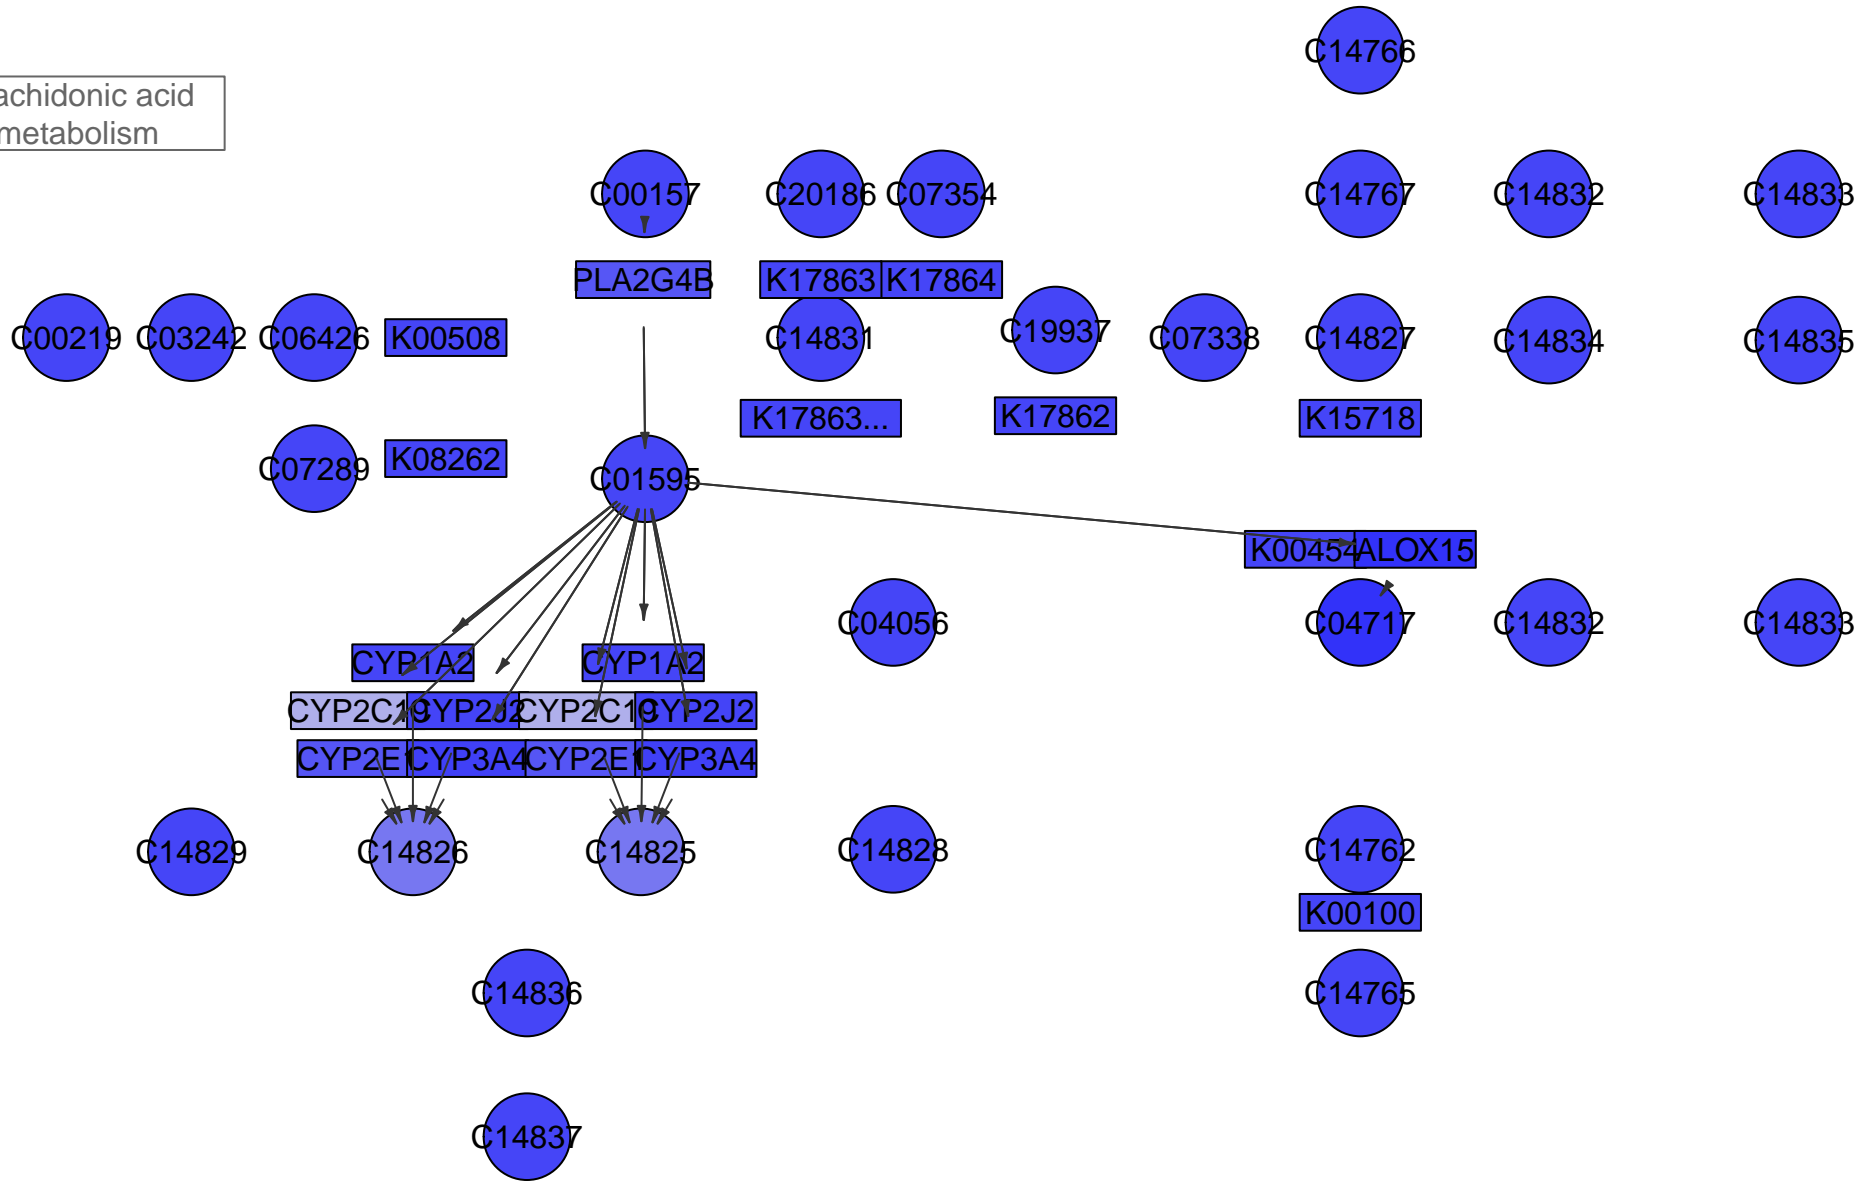 C14766
achidonic acid
metabolism
C00157
C20186
C07354
C14767
C14832
C14833
PLA2G4B
K17863
K17864
C00219
C03242
C06426
K00508
C14831
C19937
C07338
C14827
C14834
C14835
K17863...
K17862
K15718
C07289
K08262
C01595
K00454
ALOX15
C04056
C04717
C14832
C14833
CYP1A2
CYP1A2
CYP2C19
CYP2J2
CYP2C19
CYP2J2
CYP2E1
CYP3A4
CYP2E1
CYP3A4
C14829
C14826
C14825
C14828
C14762
K00100
C14836
C14765
C14837